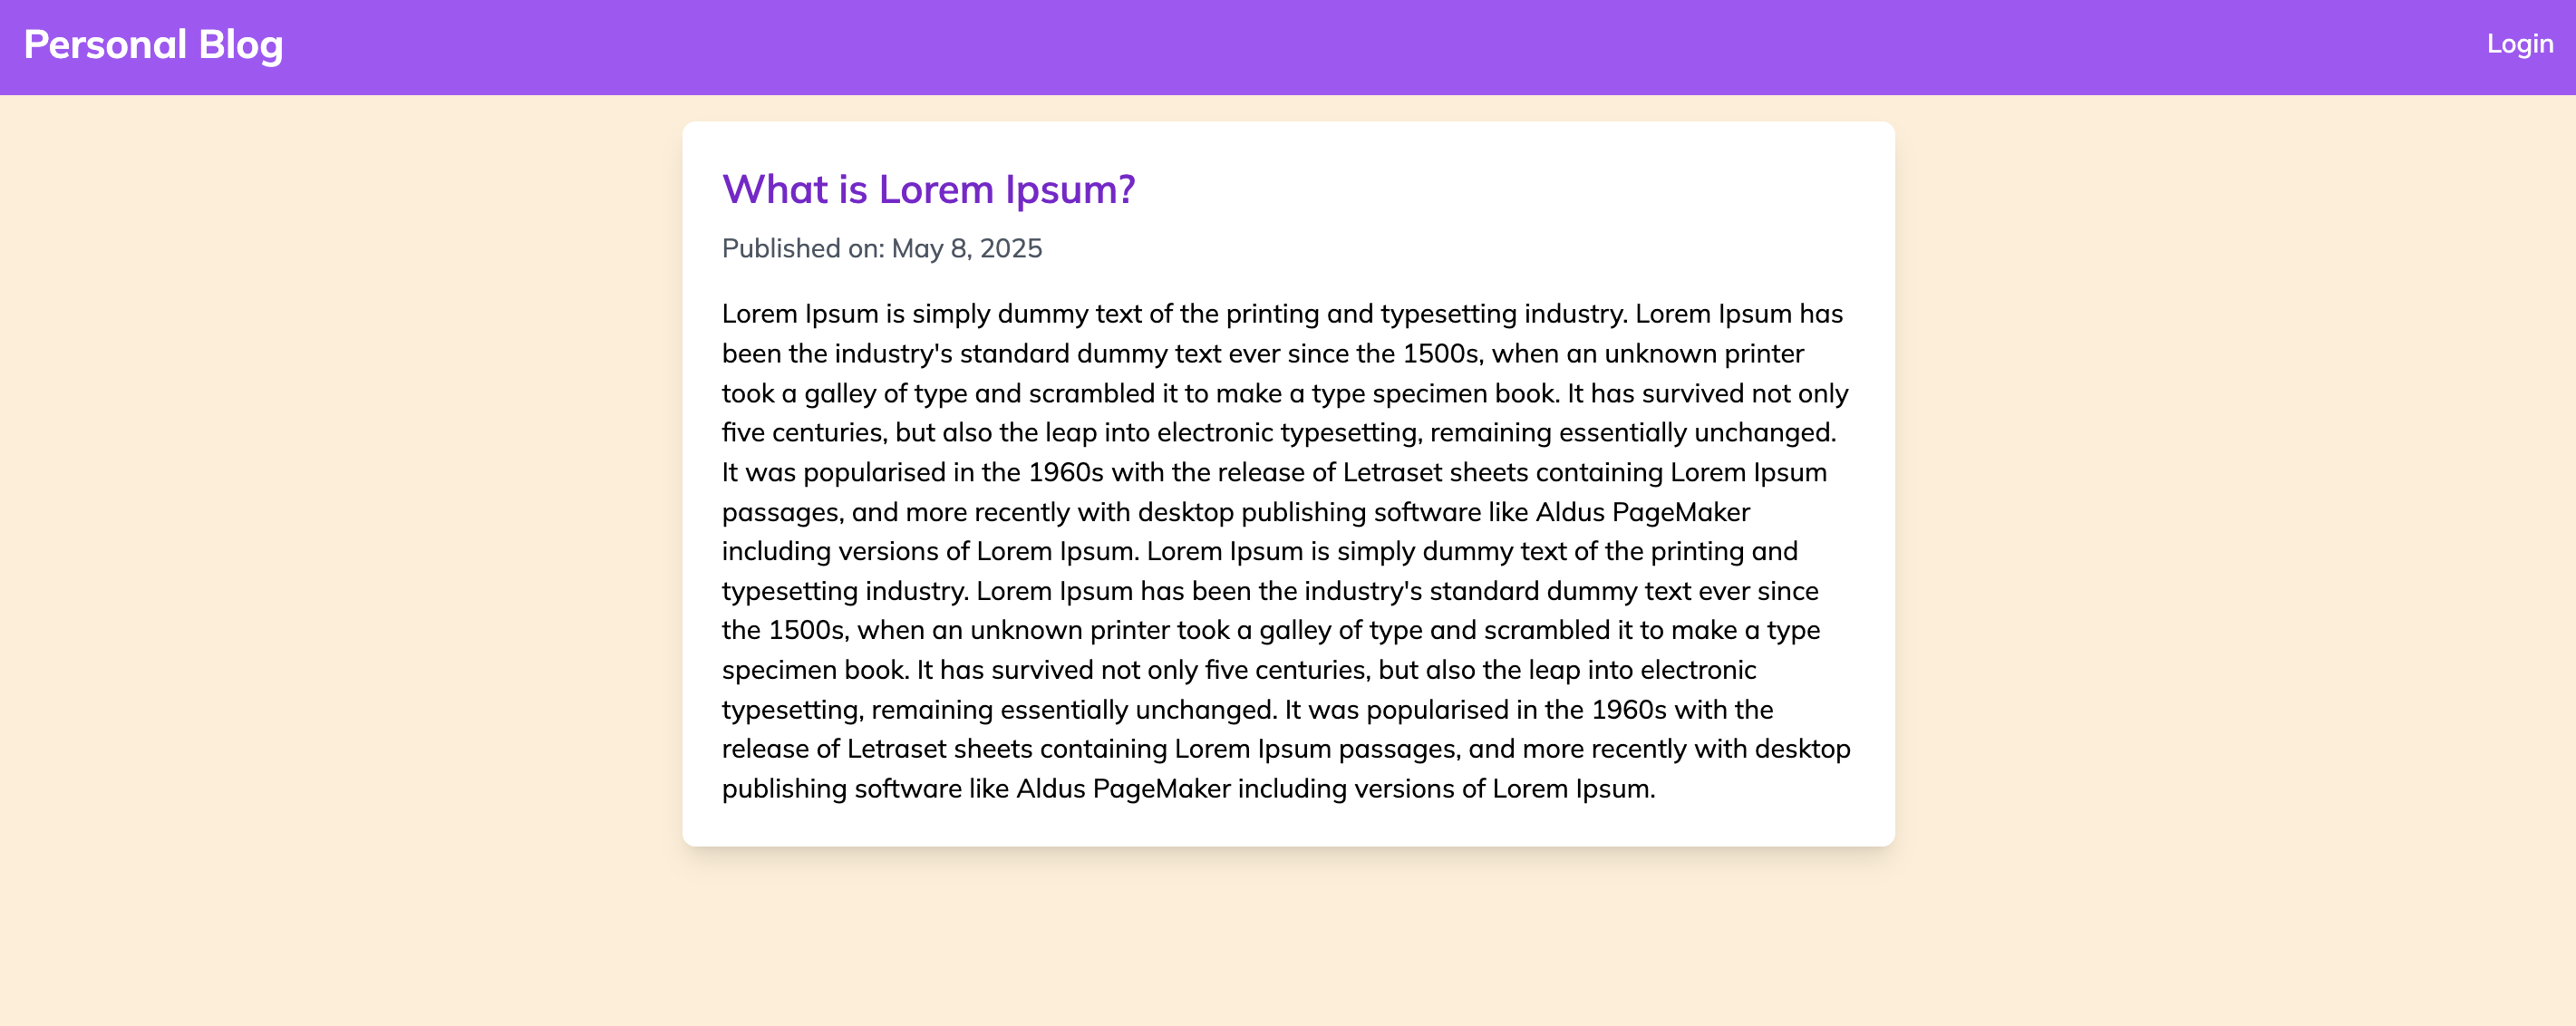 Personal Blog
Login
What is Lorem Ipsum?
Published on: May 8, 2025
Lorem Ipsum is simply dummy text of the printing and typesetting industry. Lorem Ipsum has
been the industry's standard dummy text ever since the 1500s, when an unknown printer
took a galley of type and scrambled it to make a type specimen book. It has survived not only
five centuries, but also the leap into electronic typesetting, remaining essentially unchanged.
It was popularised in the 1960s with the release of Letraset sheets containing Lorem Ipsum
passages, and more recently with desktop publishing software like Aldus PageMaker
including versions of Lorem Ipsum. Lorem Ipsum is simply dummy text of the printing and
typesetting industry. Lorem Ipsum has been the industry's standard dummy text ever since
the 1500s, when an unknown printer took a galley of type and scrambled it to make a type
specimen book. It has survived not only five centuries, but also the leap into electronic
typesetting, remaining essentially unchanged. It was popularised in the 1960s with the
release of Letraset sheets containing Lorem Ipsum passages, and more recently with desktop
publishing software like Aldus PageMaker including versions of Lorem Ipsum.